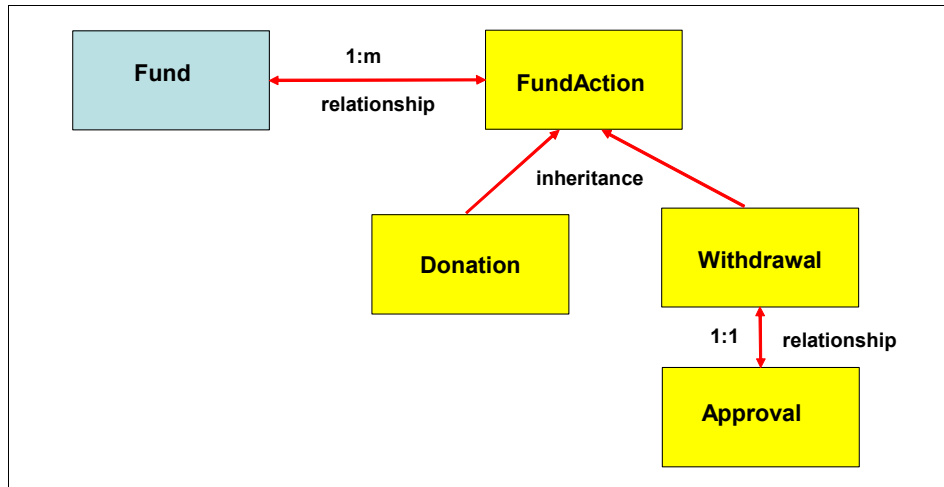 Fund
1:m
relationship
FundAction
inheritance
Donation
Withdrawal
1:1
relationship
Approval